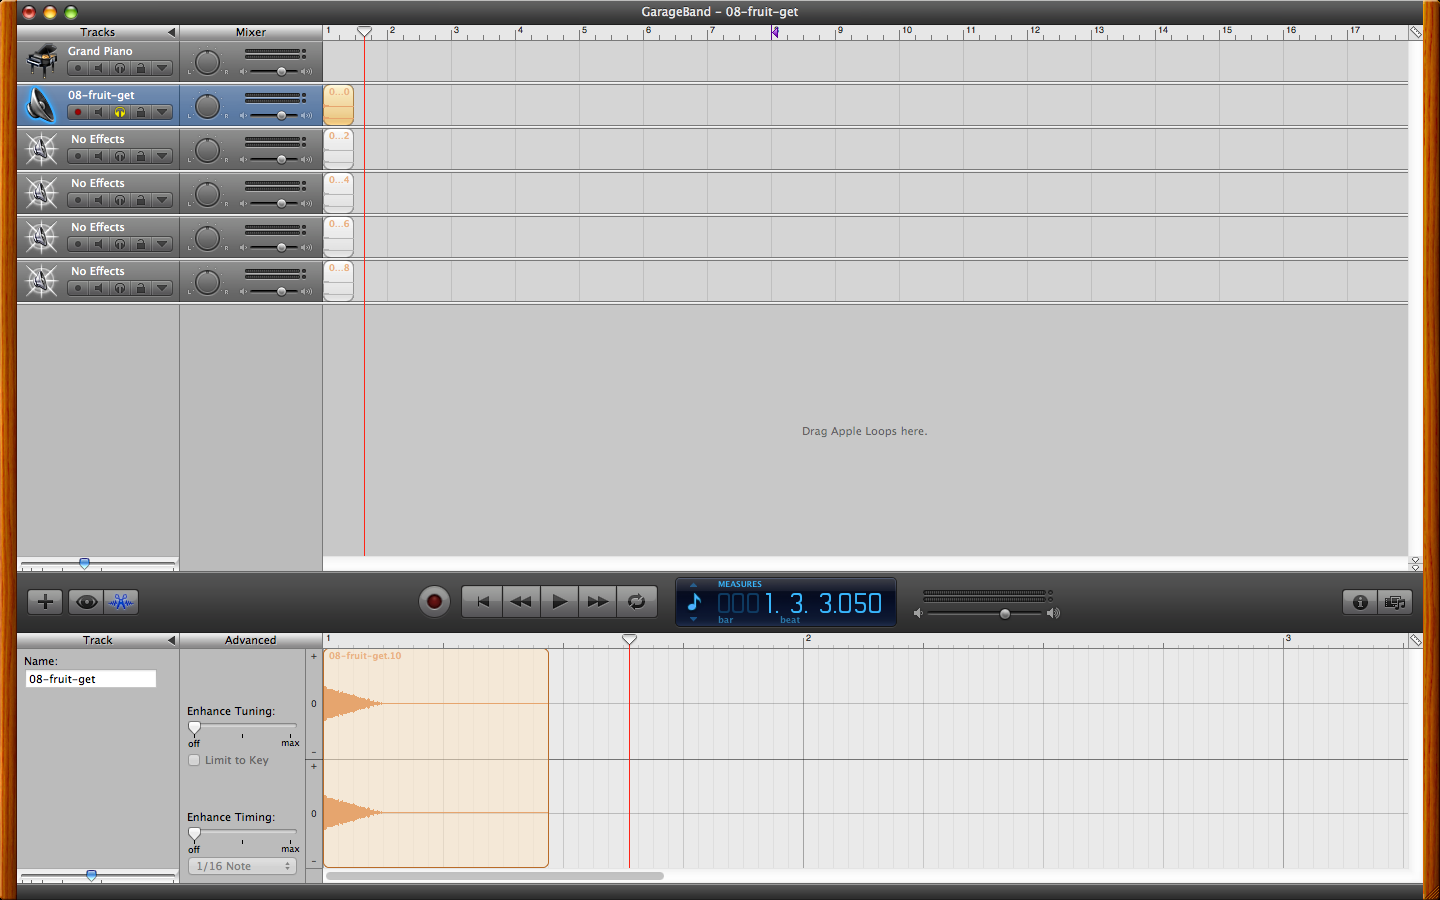 GarageBand – 08-fruit-get
Tracks
Mixer
1 2 3 4 5 6 7 8 9 10 11 12 13 14 15 16 17
Grand Piano
L R
08-fruit-get
L R
0...0
No Effects
L R
0...2
No Effects
L R
0...4
No Effects
L R
0...6
No Effects
L R
0...8
Drag Apple Loops here.
MEASURES
0001. 3. 3.050
bar beat
Track
Advanced
1 2 3
Name:
08-fruit-get
08-fruit-get.10
+
0
-
+
0
-
Enhance Tuning:
off max
Limit to Key
Enhance Timing:
off max
1/16 Note